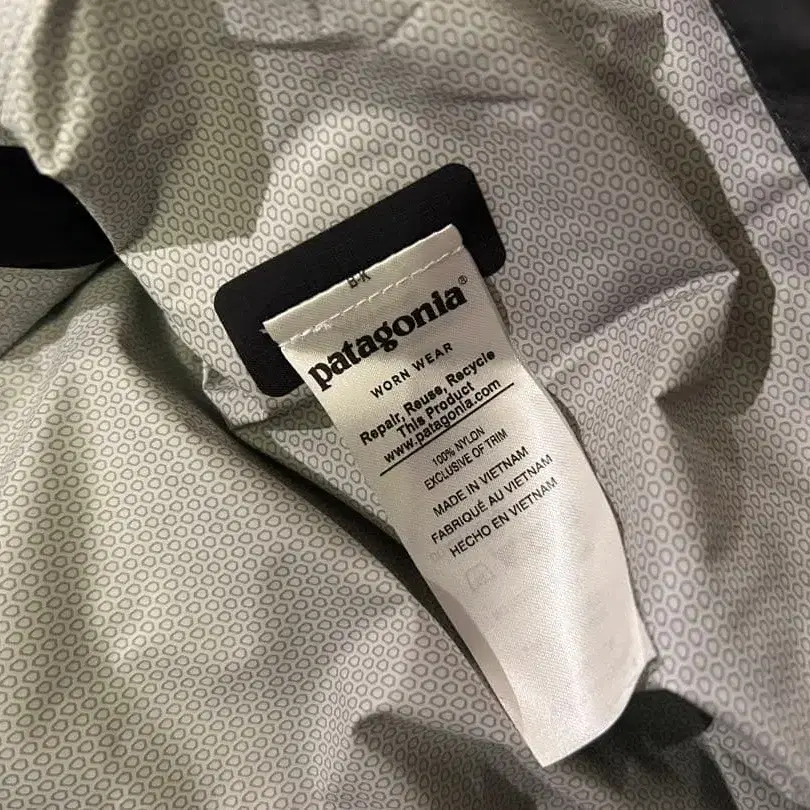 BK
patagonia®
WORN WEAR
Repair, Reuse, Recycle
This Product
www.patagonia.com
100% NYLON
EXCLUSIVE OF TRIM
MADE IN VIETNAM
FABRIQUÉ AU VIETNAM
HECHO EN VIETNAM